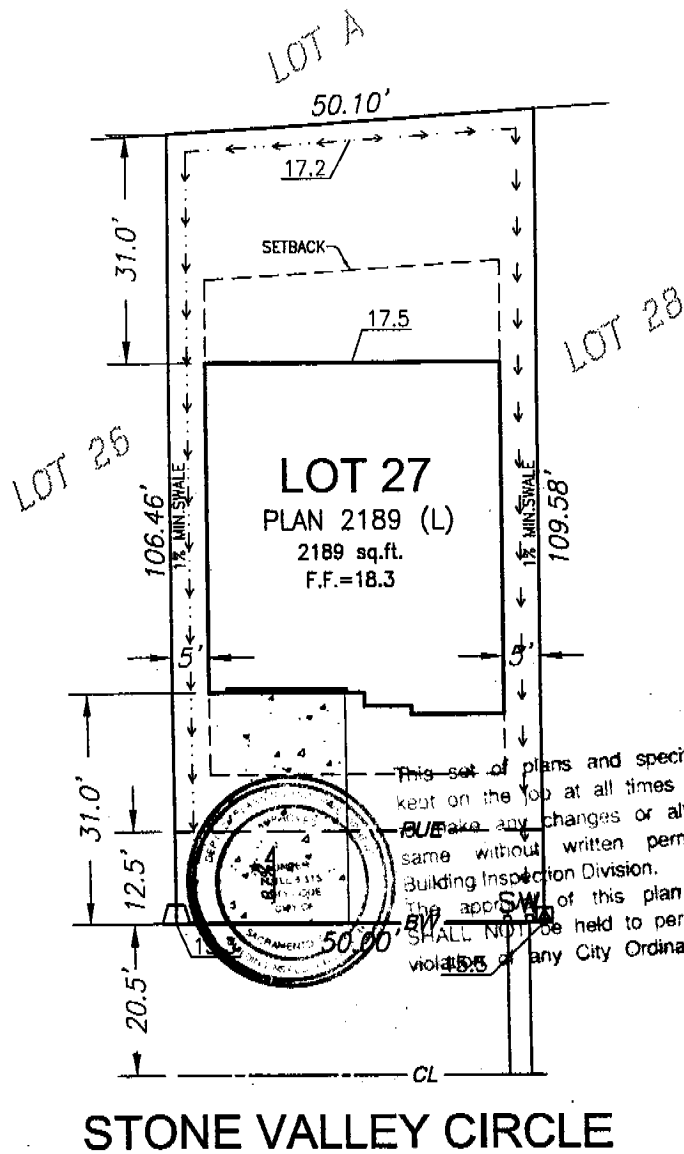 LOT A
50.10'
17.2
31.0'
SETBACK
17.5
LOT 28
LOT 26
LOT 27
PLAN 2189 (L)
2189 sq.ft.
F.F.=18.3
106.46'
1% MIN.SWALE
1% MIN.SWALE
109.58'
5'
5'
31.0'
12.5'
20.5'
This set of plans and speci
kept on the job at all times
make any changes or al
PUE
same without written perm
Building Inspection Division.
The of this plan
SW
BW
SHALL NOT be held to per
50.00'
violation any City Ordina
15.5
SACRAMENTO
CITY OF
CL
STONE VALLEY CIRCLE